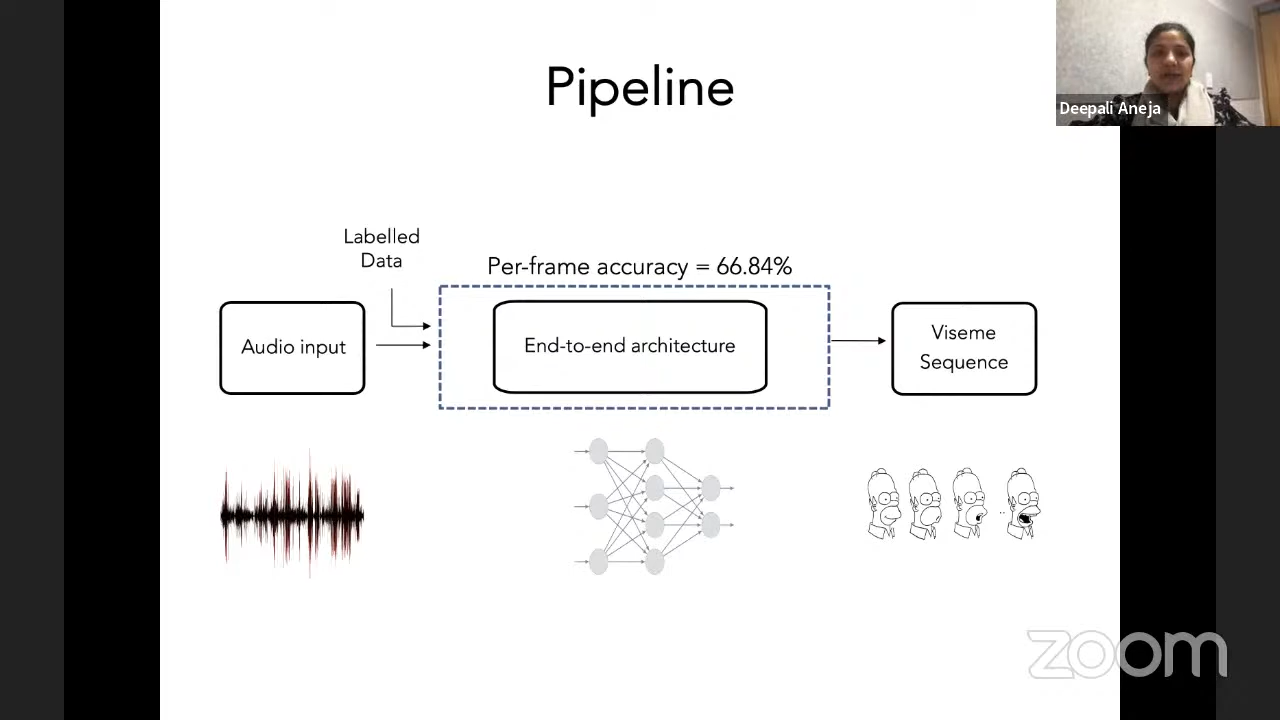 Pipeline
Deepali Aneja
Labelled
Data
Per-frame accuracy = 66.84%
Audio input
End-to-end architecture
Viseme
Sequence
zoom